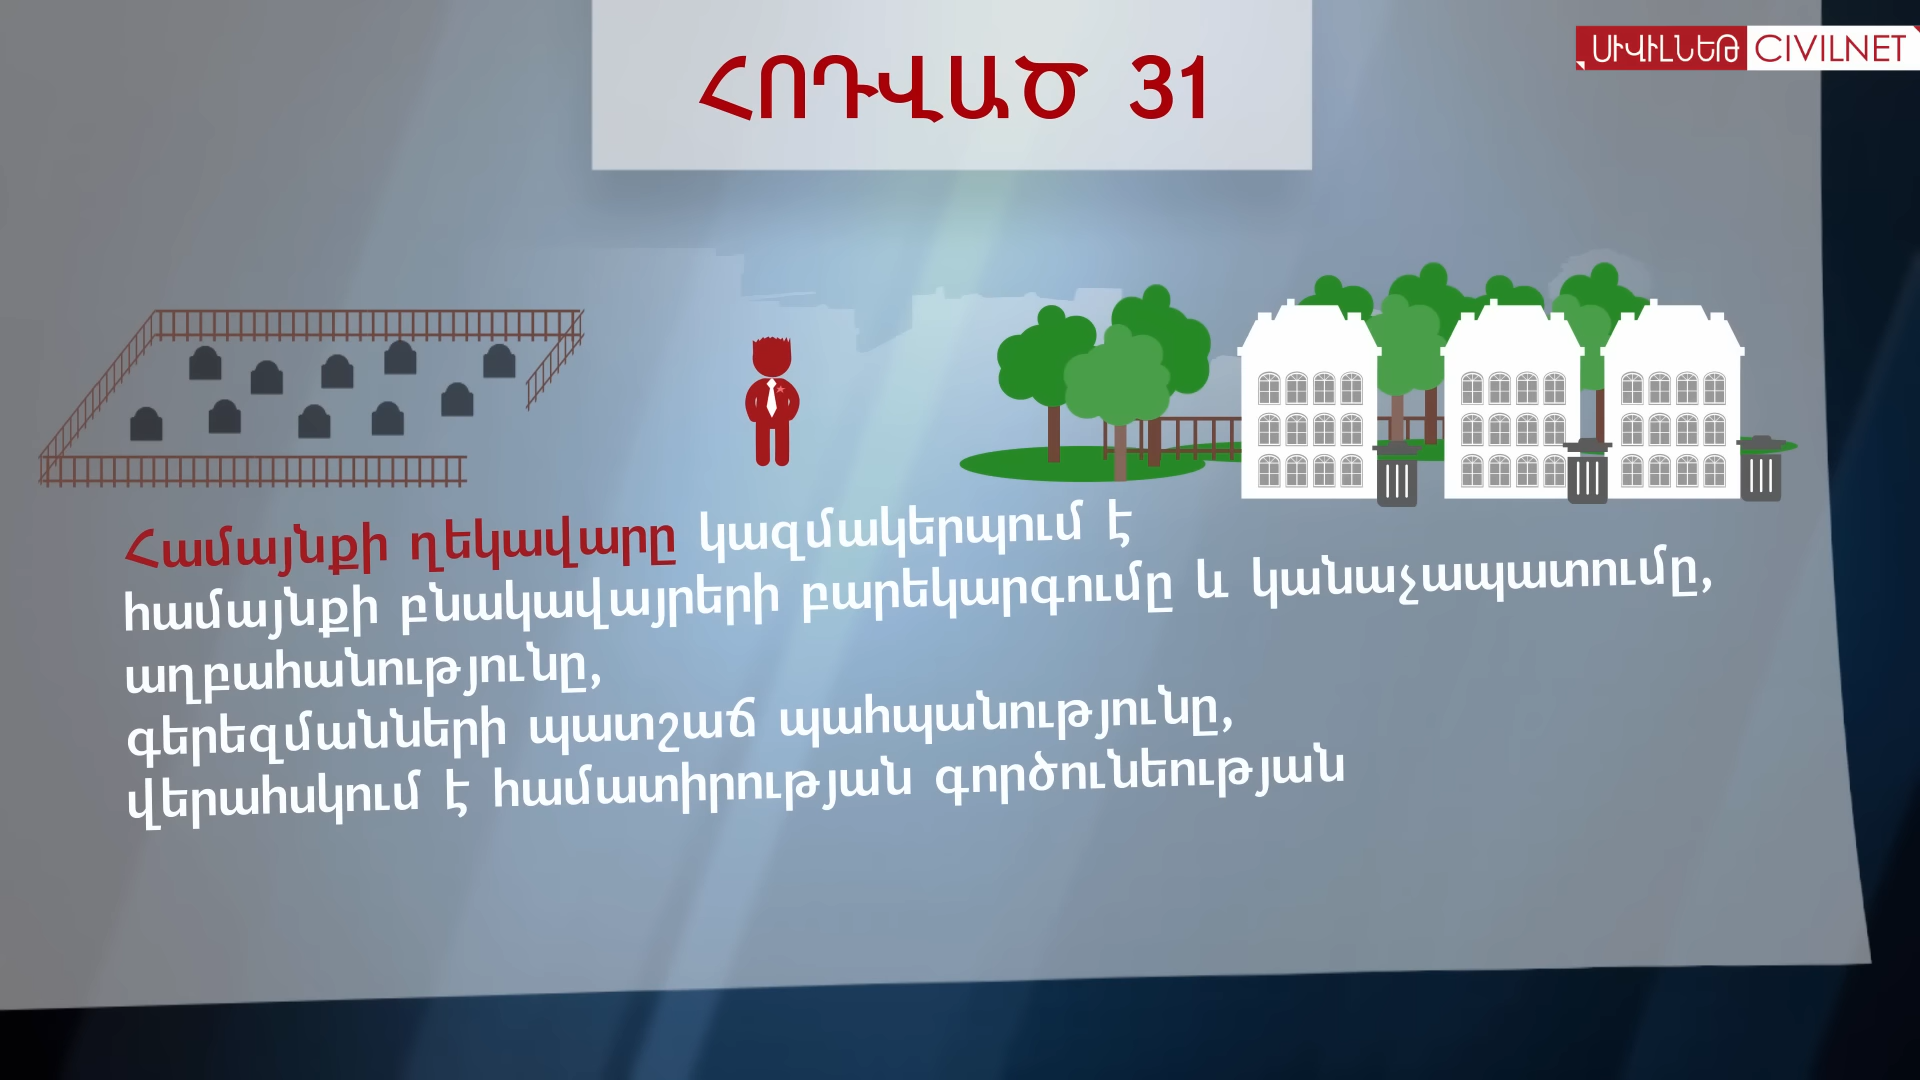 ՀՈԴՎԱԾ 31
ՍԻՎԻԼՆԵԹ CIVILNET
Համայնքի ղեկավարը կազմակերպում է
համայնքի բնակավայրերի բարեկարգումը և կանաչապատումը,
աղբահանությունը,
գերեզմանների պատշաճ պահպանությունը,
վերահսկում է համատիրության գործունեության